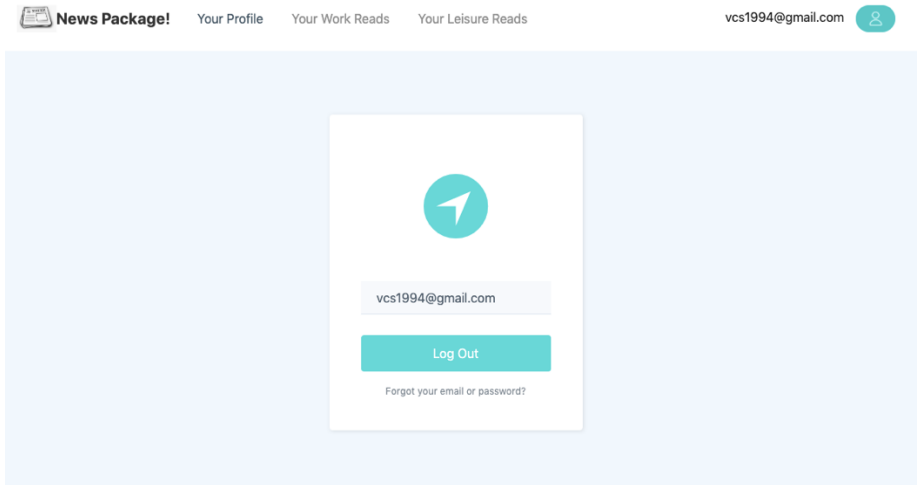 News Package! Your Profile Your Work Reads Your Leisure Reads vcs1994@gmail.com
vcs1994@gmail.com
Log Out
Forgot your email or password?